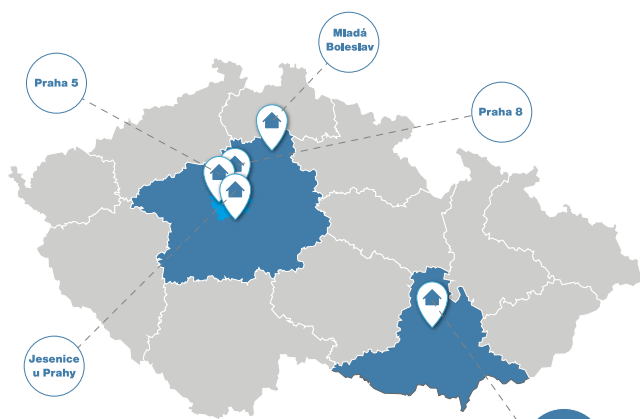 Mladá
Boleslav
Praha 5
Praha 8
Jesenice
u Prahy